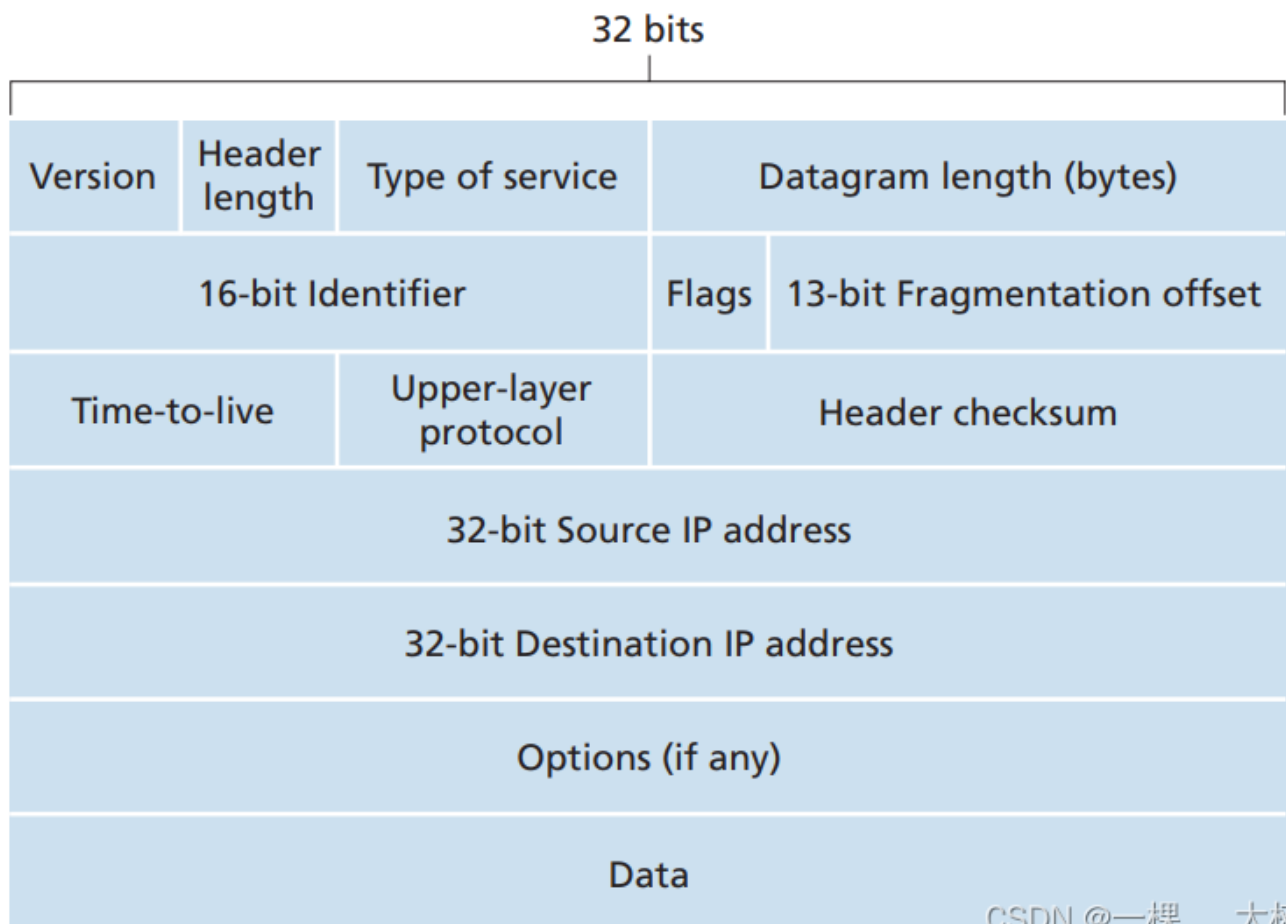 32 bits
Version
Header
length
Type of service
Datagram length (bytes)
16-bit Identifier
Flags
13-bit Fragmentation offset
Time-to-live
Upper-layer
protocol
Header checksum
32-bit Source IP address
32-bit Destination IP address
Options (if any)
Data
CSDN @一棵